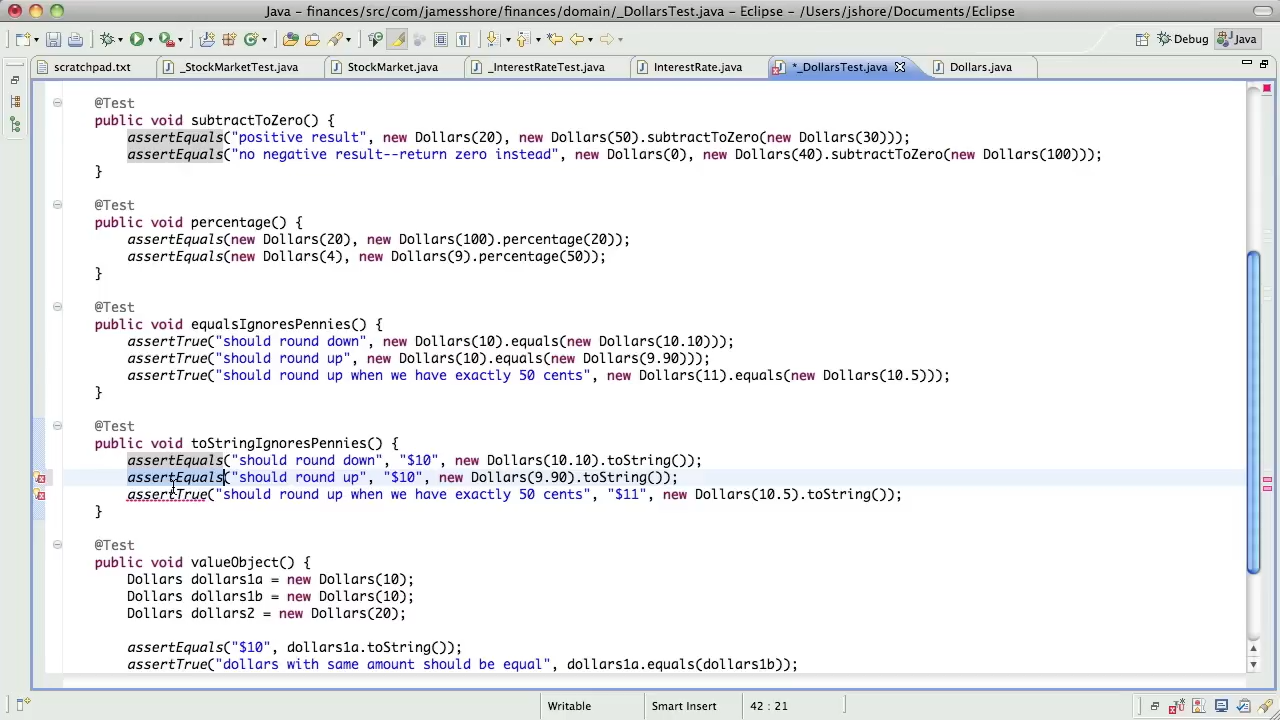 Java - finances/src/com/jamesshore/finances/domain/_DollarsTest.java - Eclipse - /Users/jshore/Documents/Eclipse
Debug Java
scratchpad.txt _StockMarketTest.java StockMarket.java _InterestRateTest.java InterestRate.java *_DollarsTest.java Dollars.java
@Test
public void subtractToZero() {
assertEquals("positive result", new Dollars(20), new Dollars(50).subtractToZero(new Dollars(30)));
assertEquals("no negative result--return zero instead", new Dollars(0), new Dollars(40).subtractToZero(new Dollars(100)));
}
@Test
public void percentage() {
assertEquals(new Dollars(20), new Dollars(100).percentage(20));
assertEquals(new Dollars(4), new Dollars(9).percentage(50));
}
@Test
public void equalsIgnoresPennies() {
assertTrue("should round down", new Dollars(10).equals(new Dollars(10.10)));
assertTrue("should round up", new Dollars(10).equals(new Dollars(9.90)));
assertTrue("should round up when we have exactly 50 cents", new Dollars(11).equals(new Dollars(10.5)));
}
@Test
public void toStringIgnoresPennies() {
assertEquals("should round down", "$10", new Dollars(10.10).toString());
assertEquals("should round up", "$10", new Dollars(9.90).toString());
assertTrue("should round up when we have exactly 50 cents", "$11", new Dollars(10.5).toString());
}
@Test
public void valueObject() {
Dollars dollars1a = new Dollars(10);
Dollars dollars1b = new Dollars(10);
Dollars dollars2 = new Dollars(20);
assertEquals("$10", dollars1a.toString());
assertTrue("dollars with same amount should be equal", dollars1a.equals(dollars1b));
Writable Smart Insert 42 : 21